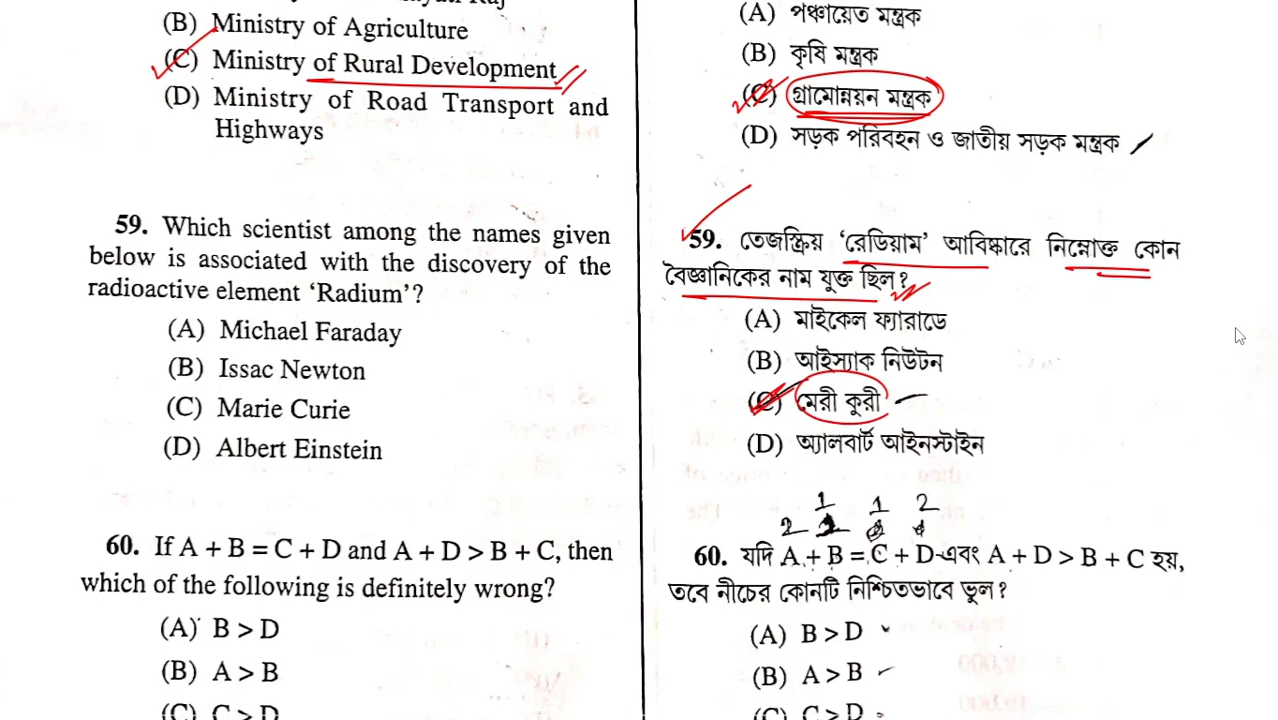 (B) Ministry of Agriculture
(C) Ministry of Rural Development
(D) Ministry of Road Transport and
Highways
59. Which scientist among the names given
below is associated with the discovery of the
radioactive element ‘Radium’?
(A) Michael Faraday
(B) Issac Newton
(C) Marie Curie
(D) Albert Einstein
60. If A + B = C + D and A + D > B + C, then
which of the following is definitely wrong?
(A) B > D
(B) A > B
(C) C > D
(A) পঞ্চায়েত মন্ত্রক
(B) কৃষি মন্ত্রক
(C) গ্রামোন্নয়ন মন্ত্রক
(D) সড়ক পরিবহন ও জাতীয় সড়ক মন্ত্রক
59. তেজস্ক্রিয় ‘রেডিয়াম’ আবিষ্কারে নিম্নোক্ত কোন
বৈজ্ঞানিকের নাম যুক্ত ছিল?
(A) মাইকেল ফ্যারাডে
(B) আইস্যাক নিউটন
(C) মেরী কুরী
(D) অ্যালবার্ট আইনস্টাইন
1 1 2
2
60. যদি A + B = C + D এবং A + D > B + C হয়,
তবে নীচের কোনটি নিশ্চিতভাবে ভুল?
(A) B > D
(B) A > B
(C) C > D